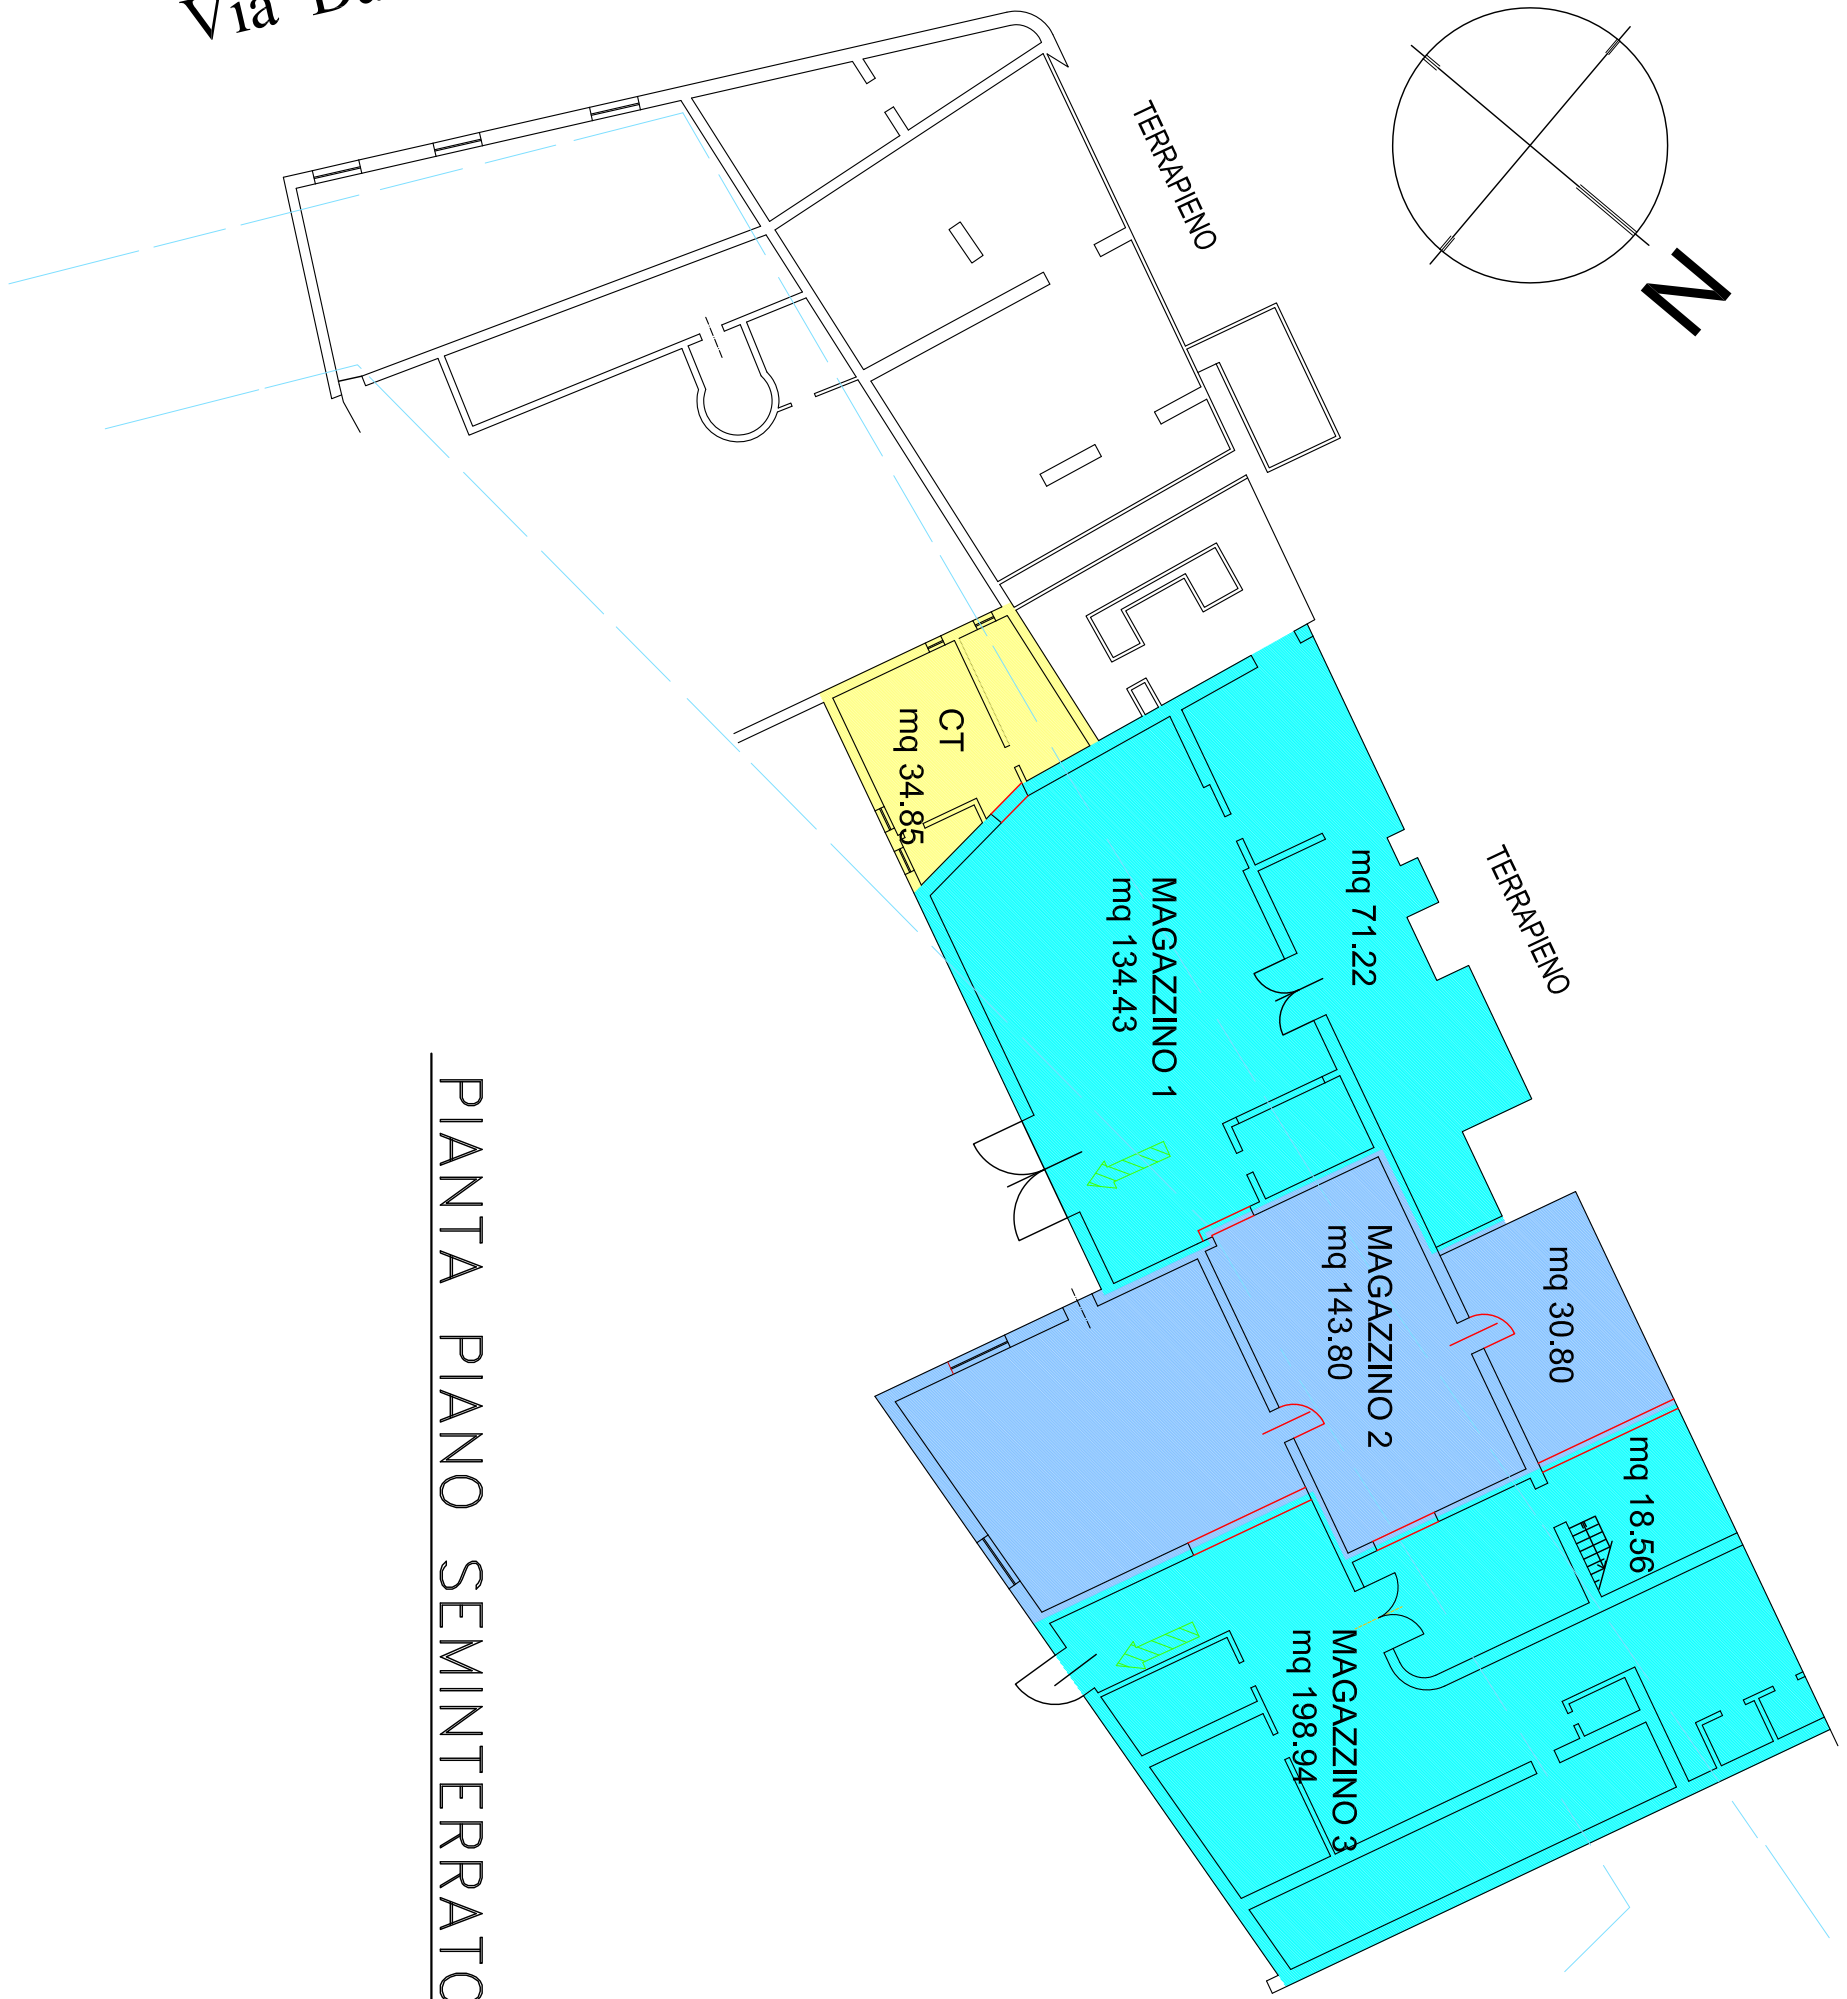 Via
N
TERRAPIENO
TERRAPIENO
CT
mq 34.85
MAGAZZINO 1
mq 134.43
mq 71.22
MAGAZZINO 2
mq 143.80
mq 30.80
mq 18.56
MAGAZZINO 3
mq 198.94
PIANTA PIANO SEMINTERRATO